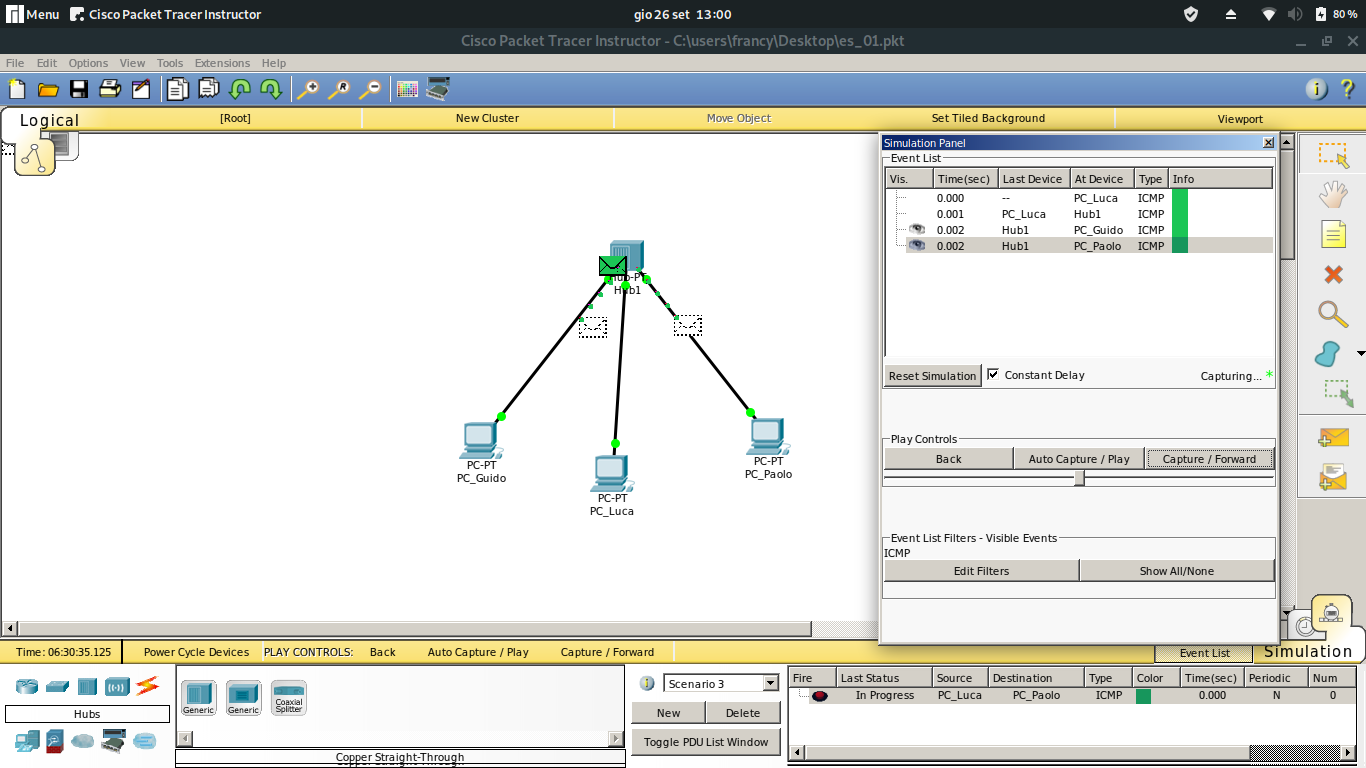 Menu Cisco Packet Tracer Instructor gio 26 set 13:00 80 %
Cisco Packet Tracer Instructor - C:\users\francy\Desktop\es_01.pkt
File Edit Options View Tools Extensions Help
Logical [Root] New Cluster Move Object Set Tiled Background Viewport
Simulation Panel
Event List
Vis. Time(sec) Last Device At Device Type Info
0.000 -- PC_Luca ICMP
0.001 PC_Luca Hub1 ICMP
0.002 Hub1 PC_Guido ICMP
0.002 Hub1 PC_Paolo ICMP
Reset Simulation Constant Delay Capturing... *
Play Controls
Back Auto Capture / Play Capture / Forward
Event List Filters - Visible Events
ICMP
Edit Filters Show All/None
Hub-PT
Hub1
PC-PT
PC_Guido
PC-PT
PC_Luca
PC-PT
PC_Paolo
Time: 06:30:35.125 Power Cycle Devices PLAY CONTROLS: Back Auto Capture / Play Capture / Forward Event List Simulation
Hubs
Generic Generic Coaxial Splitter
Copper Straight-Through
Scenario 3
New Delete
Toggle PDU List Window
Fire Last Status Source Destination Type Color Time(sec) Periodic Num
In Progress PC_Luca PC_Paolo ICMP 0.000 N 0